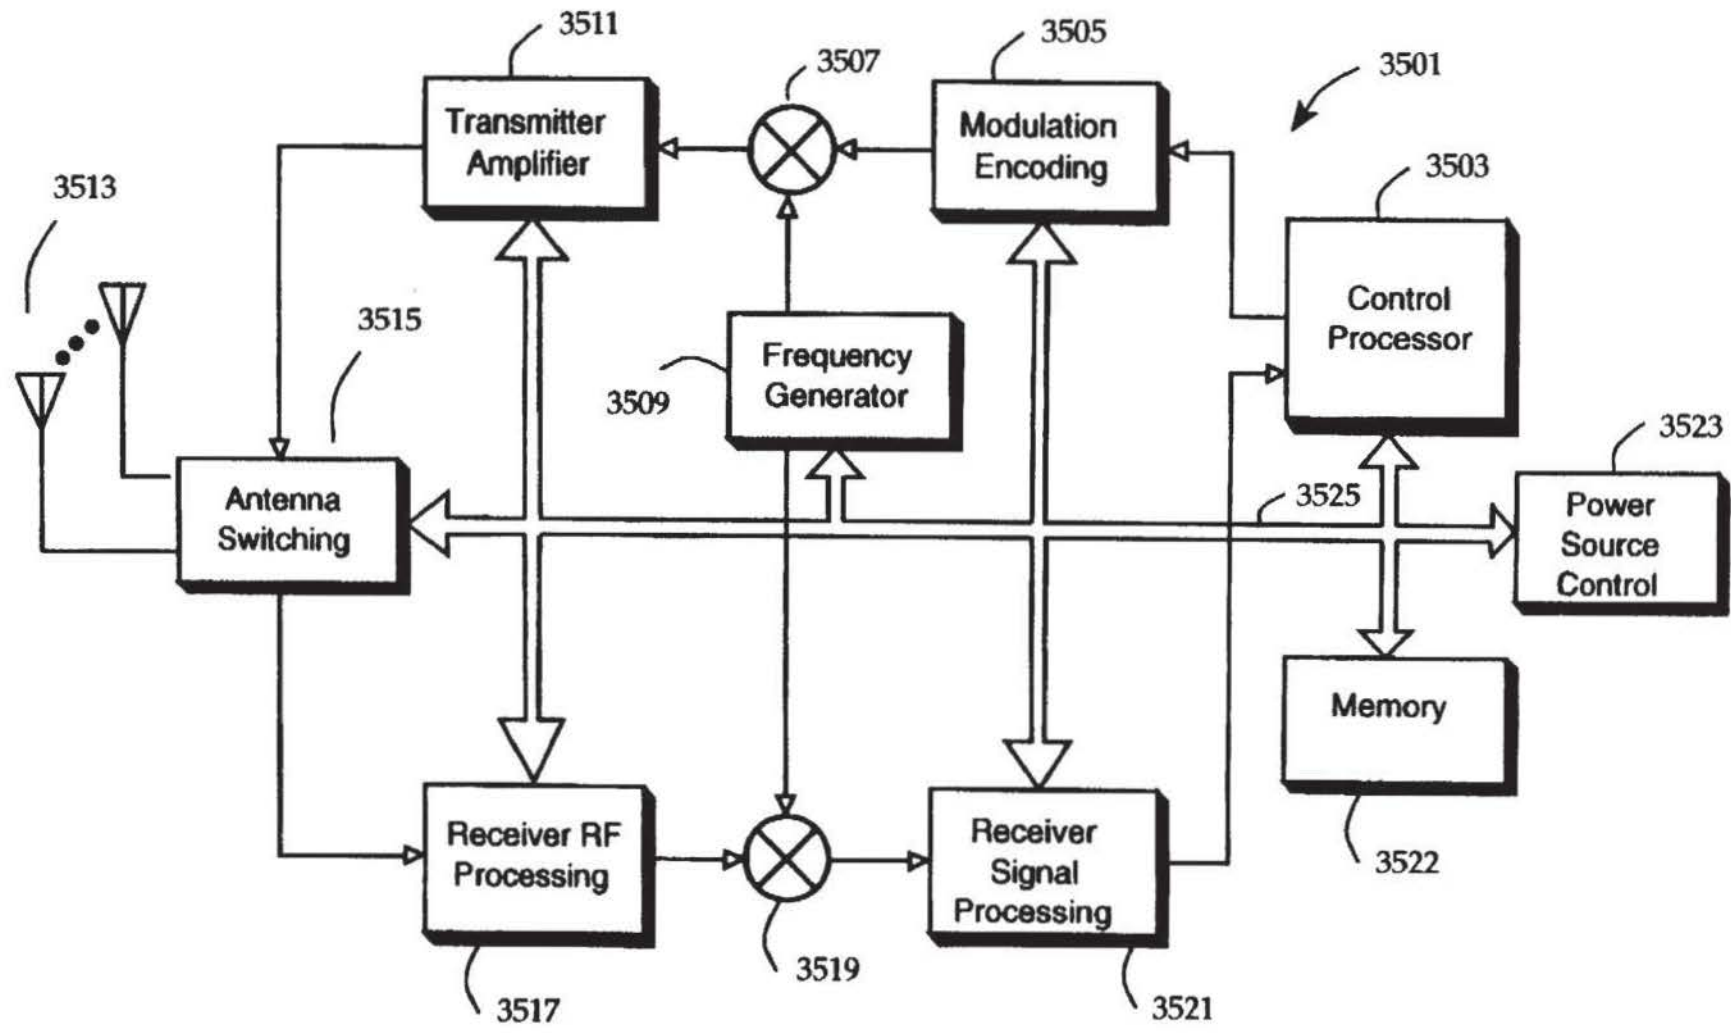 3511
3505
3507
3501
Transmitter
Amplifier
Modulation
Encoding
3503
3513
Control
Processor
3515
Frequency
Generator
3509
3523
Antenna
Switching
3525
Power
Source
Control
Memory
Receiver RF
Processing
Receiver
Signal
Processing
3522
3519
3517
3521